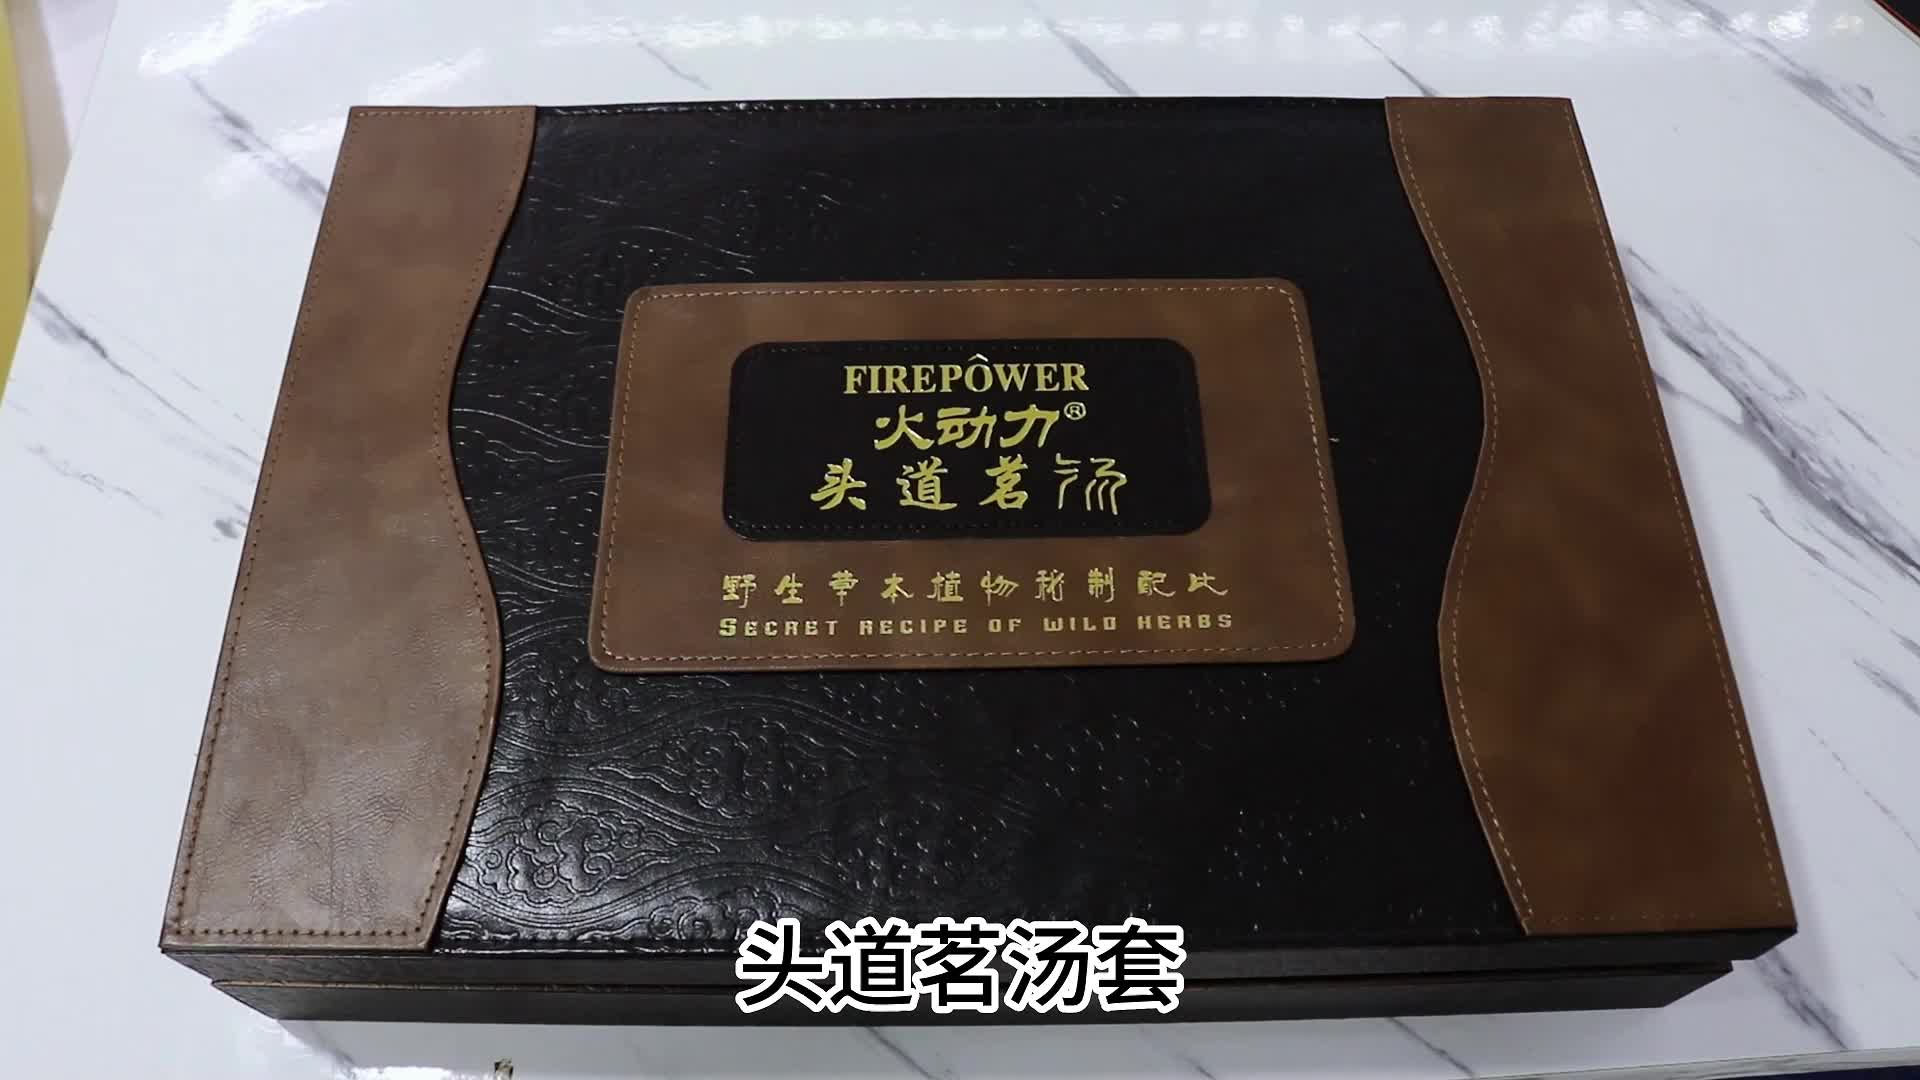 FIREPÔWER
火动力®
头道茗汤
野生草本植物秘制配比
SECRET RECIPE OF WILD HERBS
头道茗汤套